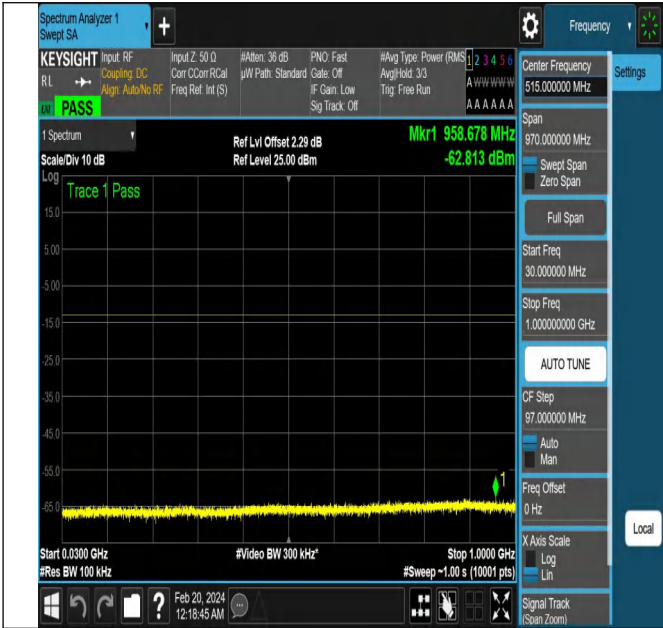 Spectrum Analyzer 1
Swept SA
+
Frequency
KEYSIGHT
RL
PASS
Input: RF
Coupling: DC
Align: Auto/No RF
Input Z: 50 Ω
Corr CCorr RCal
Freq Ref: Int (S)
#Atten: 36 dB
µW Path: Standard
PNO: Fast
Gate: Off
IF Gain: Low
Sig Track: Off
#Avg Type: Power (RMS
Avg|Hold: 3/3
Trig: Free Run
1 2 3 4 5 6
A W W W W W
A A A A A A
1 Spectrum
Scale/Div 10 dB
Ref Lvl Offset 2.29 dB
Ref Level 25.00 dBm
Mkr1 958.678 MHz
-62.813 dBm
Log
Trace 1 Pass
15.0
5.00
-5.00
-15.0
-25.0
-35.0
-45.0
-55.0
-65.0
1
Start 0.0300 GHz
#Res BW 100 kHz
#Video BW 300 kHz*
Stop 1.0000 GHz
#Sweep ~1.00 s (10001 pts)
?
Feb 20, 2024
12:18:45 AM
Center Frequency
515.000000 MHz
Span
970.000000 MHz
Swept Span
Zero Span
Full Span
Start Freq
30.000000 MHz
Stop Freq
1.000000000 GHz
AUTO TUNE
CF Step
97.000000 MHz
Auto
Man
Freq Offset
0 Hz
X Axis Scale
Log
Lin
Signal Track
(Span Zoom)
Settings
Local